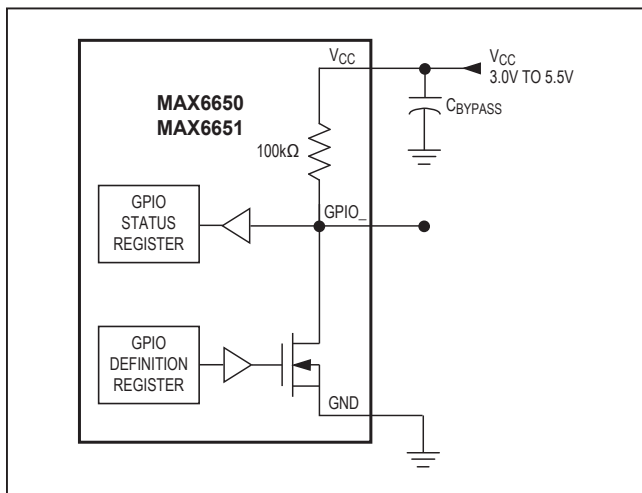 VCC
VCC
3.0V TO 5.5V
MAX6650
MAX6651
CBYPASS
100kΩ
GPIO
STATUS
REGISTER
GPIO_
GPIO
DEFINITION
REGISTER
GND